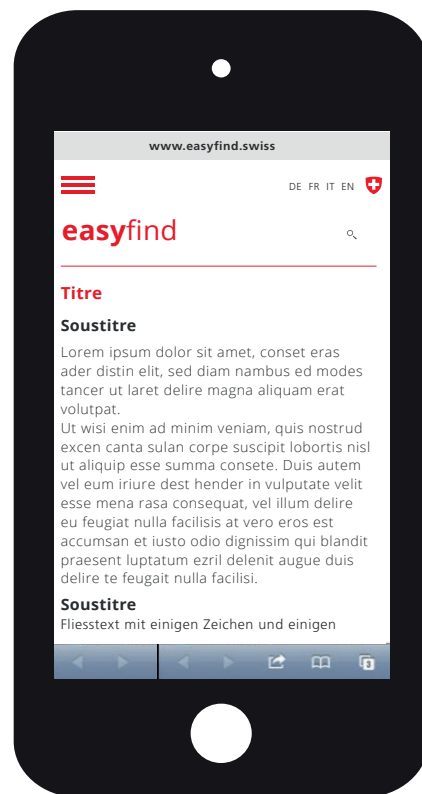 www.easyfind.swiss
DE FR IT EN
easyfind
Titre
Soustitre
Lorem ipsum dolor sit amet, conset eras
ader distin elit, sed diam nambus ed modes
tancer ut laret delire magna aliquam erat
volutpat.
Ut wisi enim ad minim veniam, quis nostrud
excen canta sulan corpe suscipit lobortis nisl
ut aliquip esse summa consete. Duis autem
vel eum iriure dest hender in vulputate velit
esse mena rasa consequat, vel illum delire
eu feugiat nulla facilisis at vero eros est
accumsan et iusto odio dignissim qui blandit
praesent luptatum ezril delenit augue duis
delire te feugait nulla facilisi.
Soustitre
Fliesstext mit einigen Zeichen und einigen
3